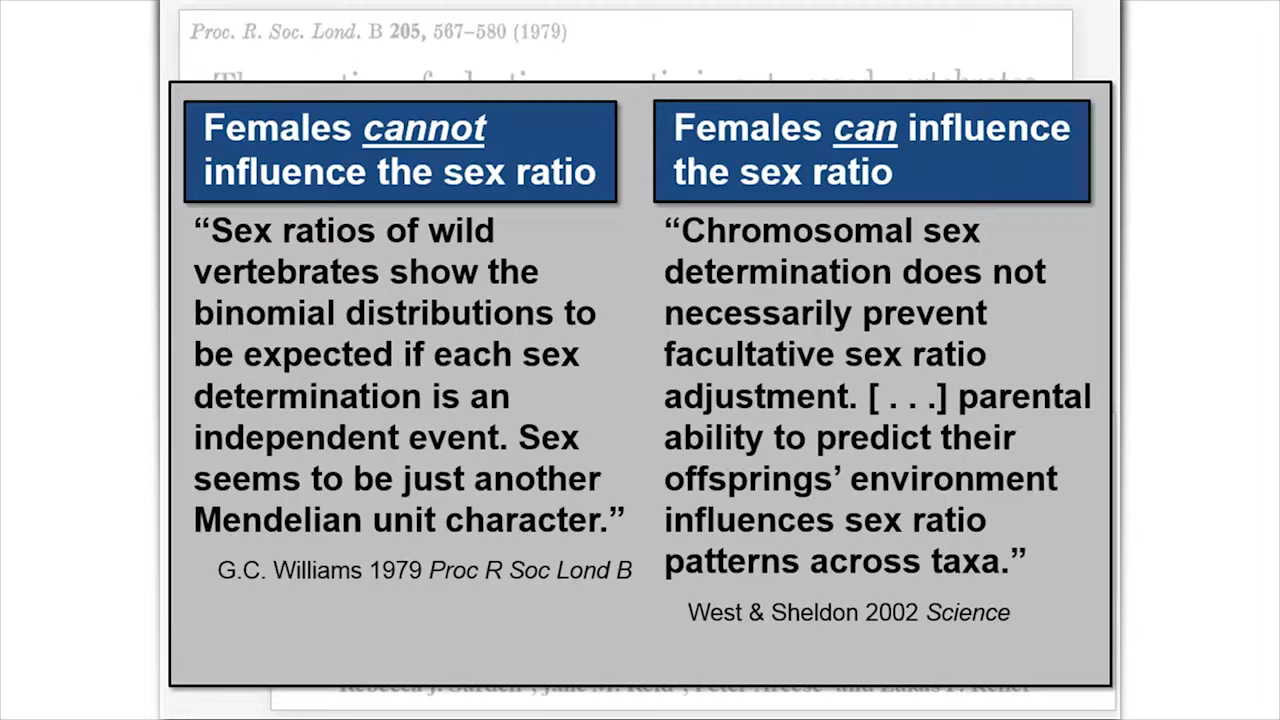 Proc. R. Soc. Lond. B 205, 567–580 (1979)
Females cannot
influence the sex ratio
“Sex ratios of wild
vertebrates show the
binomial distributions to
be expected if each sex
determination is an
independent event. Sex
seems to be just another
Mendelian unit character.”
G.C. Williams 1979 Proc R Soc Lond B
Females can influence
the sex ratio
“Chromosomal sex
determination does not
necessarily prevent
facultative sex ratio
adjustment. [ . . .] parental
ability to predict their
offsprings’ environment
influences sex ratio
patterns across taxa.”
West & Sheldon 2002 Science